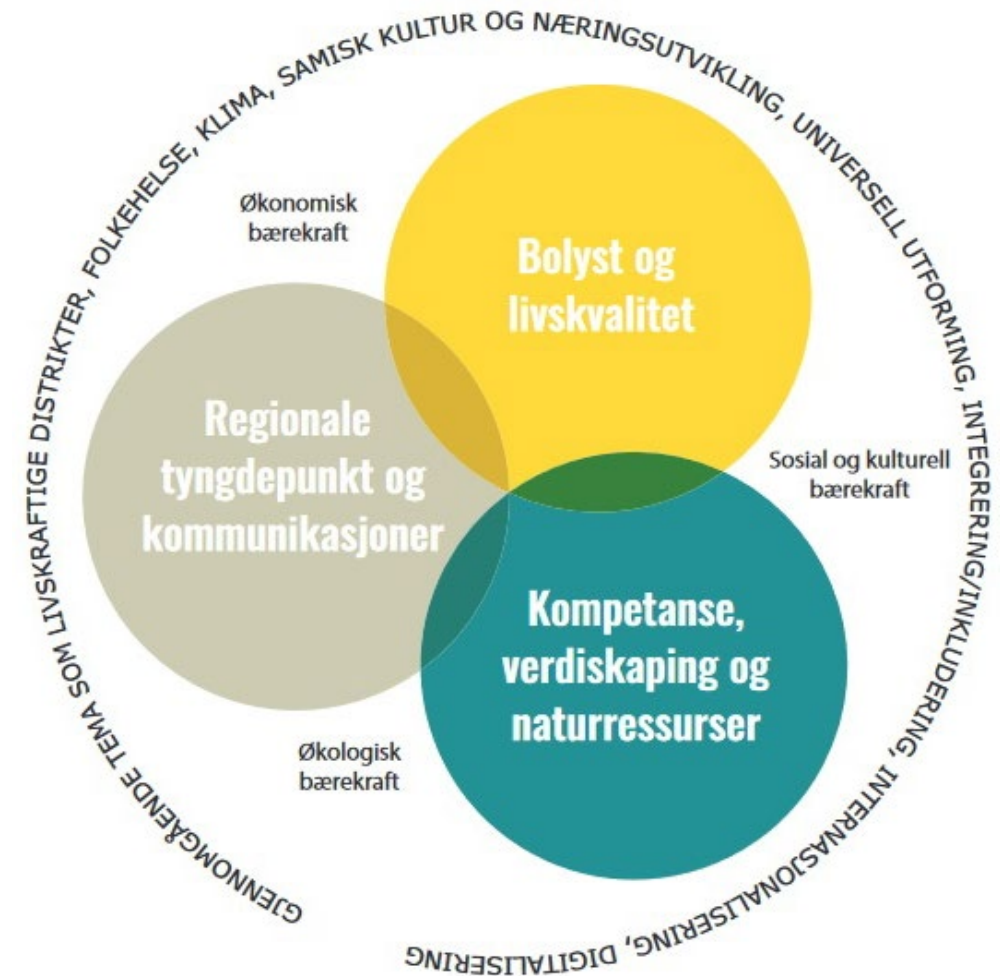 GJENNOMGÅENDE TEMA SOM LIVSKRAFTIGE DISTRIKTER, FOLKEHELSE, KLIMA, SAMISK KULTUR OG NÆRINGSUTVIKLING, UNIVERSELL UTFORMING, INTEGRERING/INKLUDERING, INTERNASJONALISERING, DIGITALISERING
Økonomisk
bærekraft
Bolyst og
livskvalitet
Regionale
tyngdepunkt og
kommunikasjoner
Sosial og kulturell
bærekraft
Kompetanse,
verdiskaping og
naturressurser
Økologisk
bærekraft